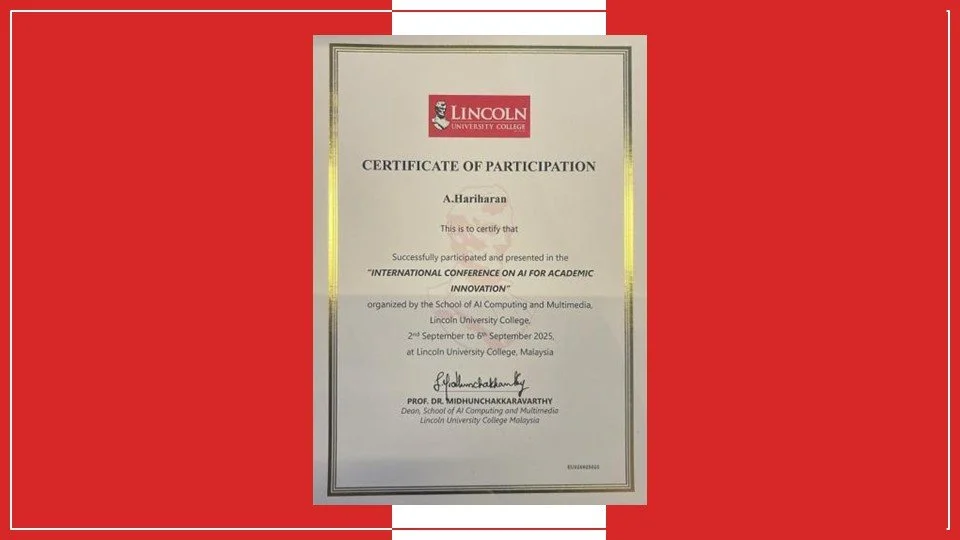 LINCOLN
UNIVERSITY COLLEGE
CERTIFICATE OF PARTICIPATION
A.Hariharan
This is to certify that
Successfully participated and presented in the
"INTERNATIONAL CONFERENCE ON AI FOR ACADEMIC
INNOVATION"
organized by the School of AI Computing and Multimedia,
Lincoln University College,
2nd September to 6th September 2025,
at Lincoln University College, Malaysia
PROF. DR. MIDHUNCHAKKARAVARTHY
Dean, School of AI Computing and Multimedia
Lincoln University College Malaysia